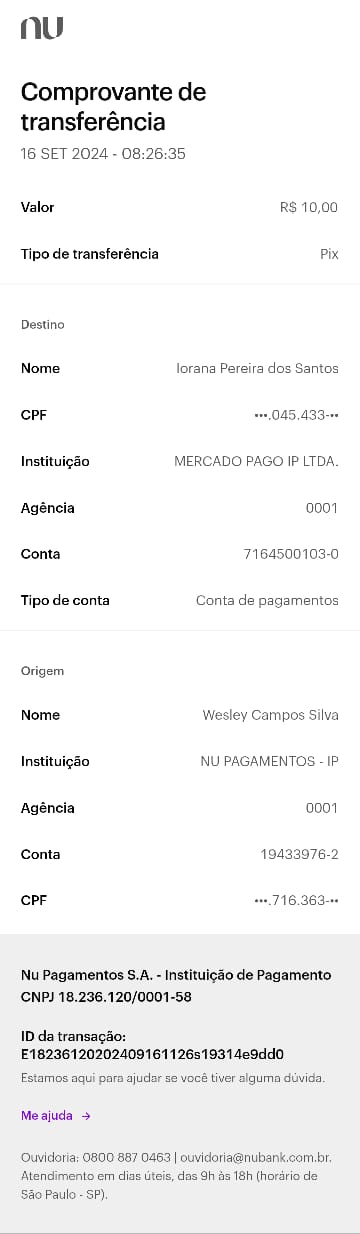 nu
Comprovante de
transferência
16 SET 2024 - 08:26:35
Valor R$ 10,00
Tipo de transferência Pix
Destino
Nome Iorana Pereira dos Santos
CPF •••.045.433-••
Instituição MERCADO PAGO IP LTDA.
Agência 0001
Conta 7164500103-0
Tipo de conta Conta de pagamentos
Origem
Nome Wesley Campos Silva
Instituição NU PAGAMENTOS - IP
Agência 0001
Conta 19433976-2
CPF •••.716.363-••
Nu Pagamentos S.A. - Instituição de Pagamento
CNPJ 18.236.120/0001-58
ID da transação:
E18236120202409161126s19314e9dd0
Estamos aqui para ajudar se você tiver alguma dúvida.
Me ajuda →
Ouvidoria: 0800 887 0463 | ouvidoria@nubank.com.br.
Atendimento em dias úteis, das 9h às 18h (horário de
São Paulo - SP).